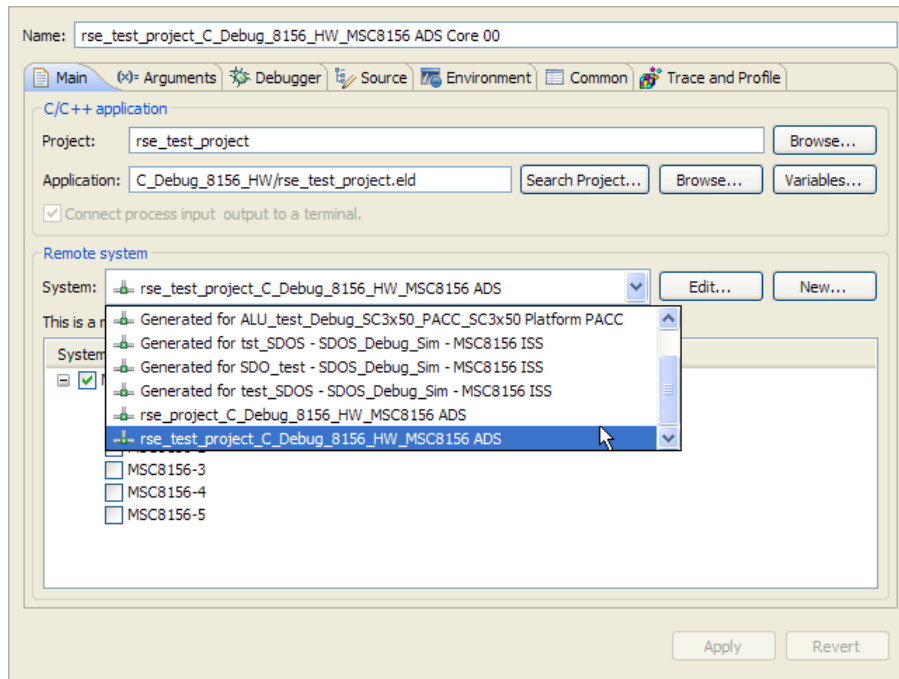 Name: rse_test_project_C_Debug_8156_HW_MSC8156 ADS Core 00
Main (x)= Arguments Debugger Source Environment Common Trace and Profile
C/C++ application
Project: rse_test_project Browse...
Application: C_Debug_8156_HW/rse_test_project.eld Search Project... Browse... Variables...
Connect process input output to a terminal.
Remote system
System: rse_test_project_C_Debug_8156_HW_MSC8156 ADS Edit... New...
This is a
Generated for ALU_test_Debug_SC3x50_PACC_SC3x50 Platform PACC
System
Generated for tst_SDOS - SDOS_Debug_Sim - MSC8156 ISS
Generated for SDO_test - SDOS_Debug_Sim - MSC8156 ISS
Generated for test_SDOS - SDOS_Debug_Sim - MSC8156 ISS
rse_project_C_Debug_8156_HW_MSC8156 ADS
rse_test_project_C_Debug_8156_HW_MSC8156 ADS
MSC8156-3
MSC8156-4
MSC8156-5
Apply Revert